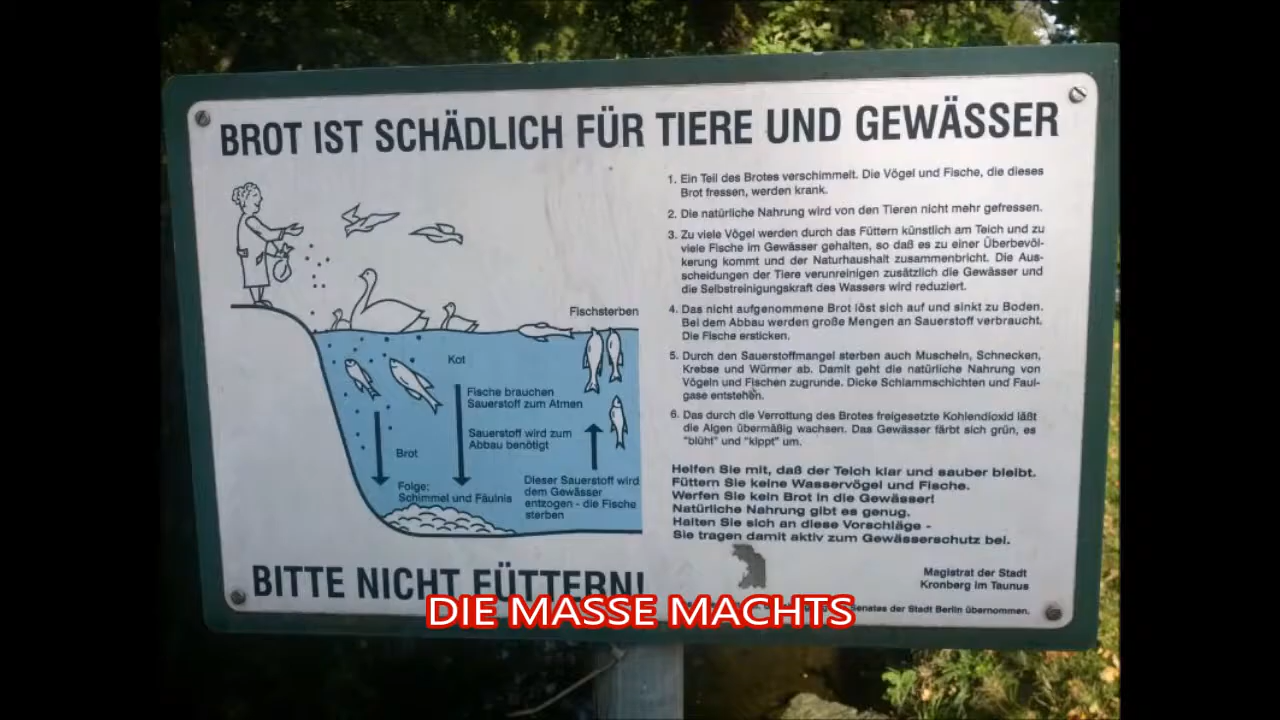 BROT IST SCHÄDLICH FÜR TIERE UND GEWÄSSER
1. Ein Teil des Brotes verschimmelt. Die Vögel und Fische, die dieses
Brot fressen, werden krank.
2. Die natürliche Nahrung wird von den Tieren nicht mehr gefressen.
3. Zu viele Vögel werden durch das Füttern künstlich am Teich und zu
viele Fische im Gewässer gehalten, so daß es zu einer Überbevöl-
kerung kommt und der Naturhaushalt zusammenbricht. Die Aus-
scheidungen der Tiere verunreinigen zusätzlich die Gewässer und
die Selbstreinigungskraft des Wassers wird reduziert.
4. Das nicht aufgenommene Brot löst sich auf und sinkt zu Boden.
Bei dem Abbau werden große Mengen an Sauerstoff verbraucht.
Die Fische ersticken.
5. Durch den Sauerstoffmangel sterben auch Muscheln, Schnecken,
Krebse und Würmer ab. Damit geht die natürliche Nahrung von
Vögeln und Fischen zugrunde. Dicke Schlammschichten und Faul-
gase entstehen.
6. Das durch die Verrottung des Brotes freigesetzte Kohlendioxid läßt
die Algen übermäßig wachsen. Das Gewässer färbt sich grün, es
"blüht" und "kippt" um.
Helfen Sie mit, daß der Teich klar und sauber bleibt.
Füttern Sie keine Wasservögel und Fische.
Werfen Sie kein Brot in die Gewässer!
Natürliche Nahrung gibt es genug.
Halten Sie sich an diese Vorschläge -
Sie tragen damit aktiv zum Gewässerschutz bei.
Fischsterben
Kot
Fische brauchen
Sauerstoff zum Atmen
Sauerstoff wird zum
Abbau benötigt
Brot
Folge:
Schimmel und Fäulnis
Dieser Sauerstoff wird
dem Gewässer
entzogen - die Fische
sterben
BITTE NICHT FÜTTERN!
Magistrat der Stadt
Kronberg im Taunus
Senates der Stadt Berlin übernommen.
DIE MASSE MACHTS